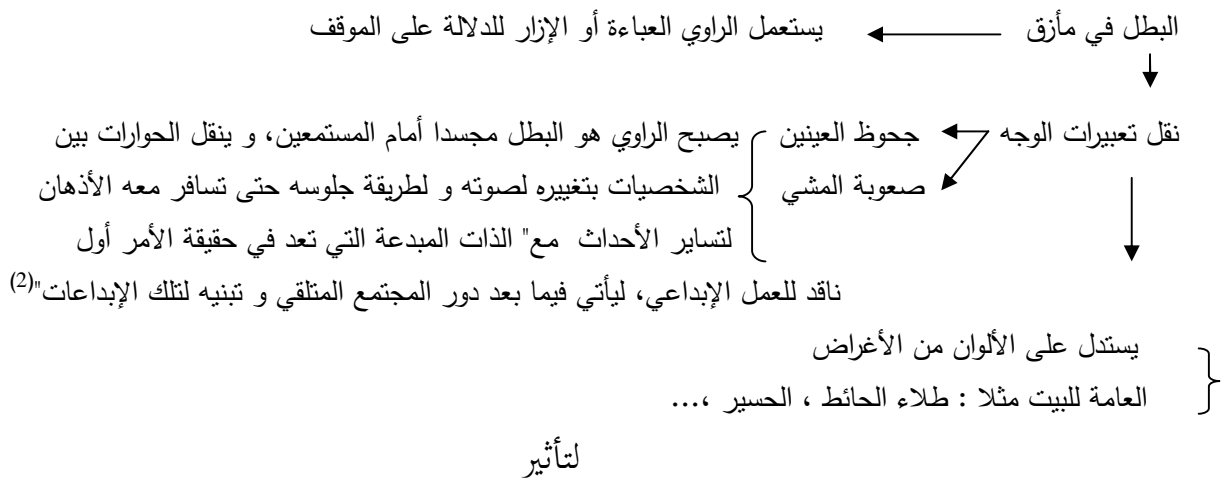 البطل في مأزق يستعمل الراوي العباءة أو الإزار للدلالة على الموقف
نقل تعبيرات الوجه جحوظ العينين يصبح الراوي هو البطل مجسدا أمام المستمعين، و ينقل الحوارات بين
صعوبة المشي الشخصيات بتغييره لصوته و لطريقة جلوسه حتى تسافر معه الأذهان
لتساير الأحداث مع" الذات المبدعة التي تعد في حقيقة الأمر أول
ناقد للعمل الإبداعي، ليأتي فيما بعد دور المجتمع المتلقي و تبنيه لتلك الإبداعات"(2)
يستدل على الألوان من الأغراض
العامة للبيت مثلا : طلاء الحائط ، الحسير ،...
لتأثير